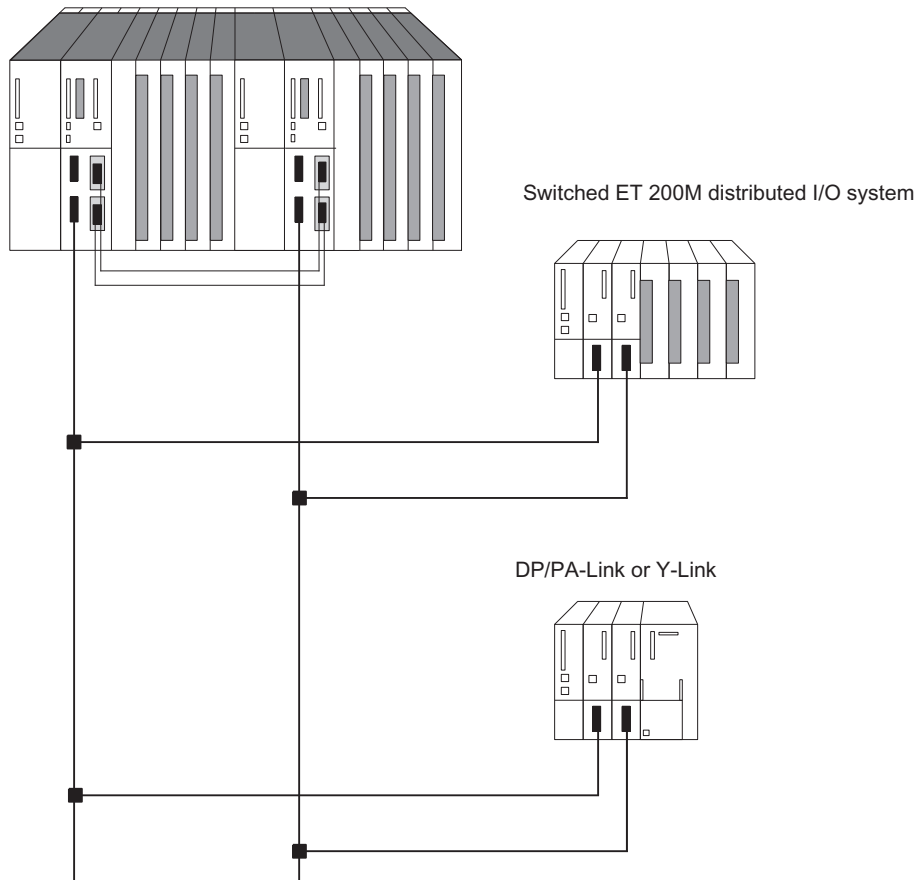 Switched ET 200M distributed I/O system
DP/PA-Link or Y-Link